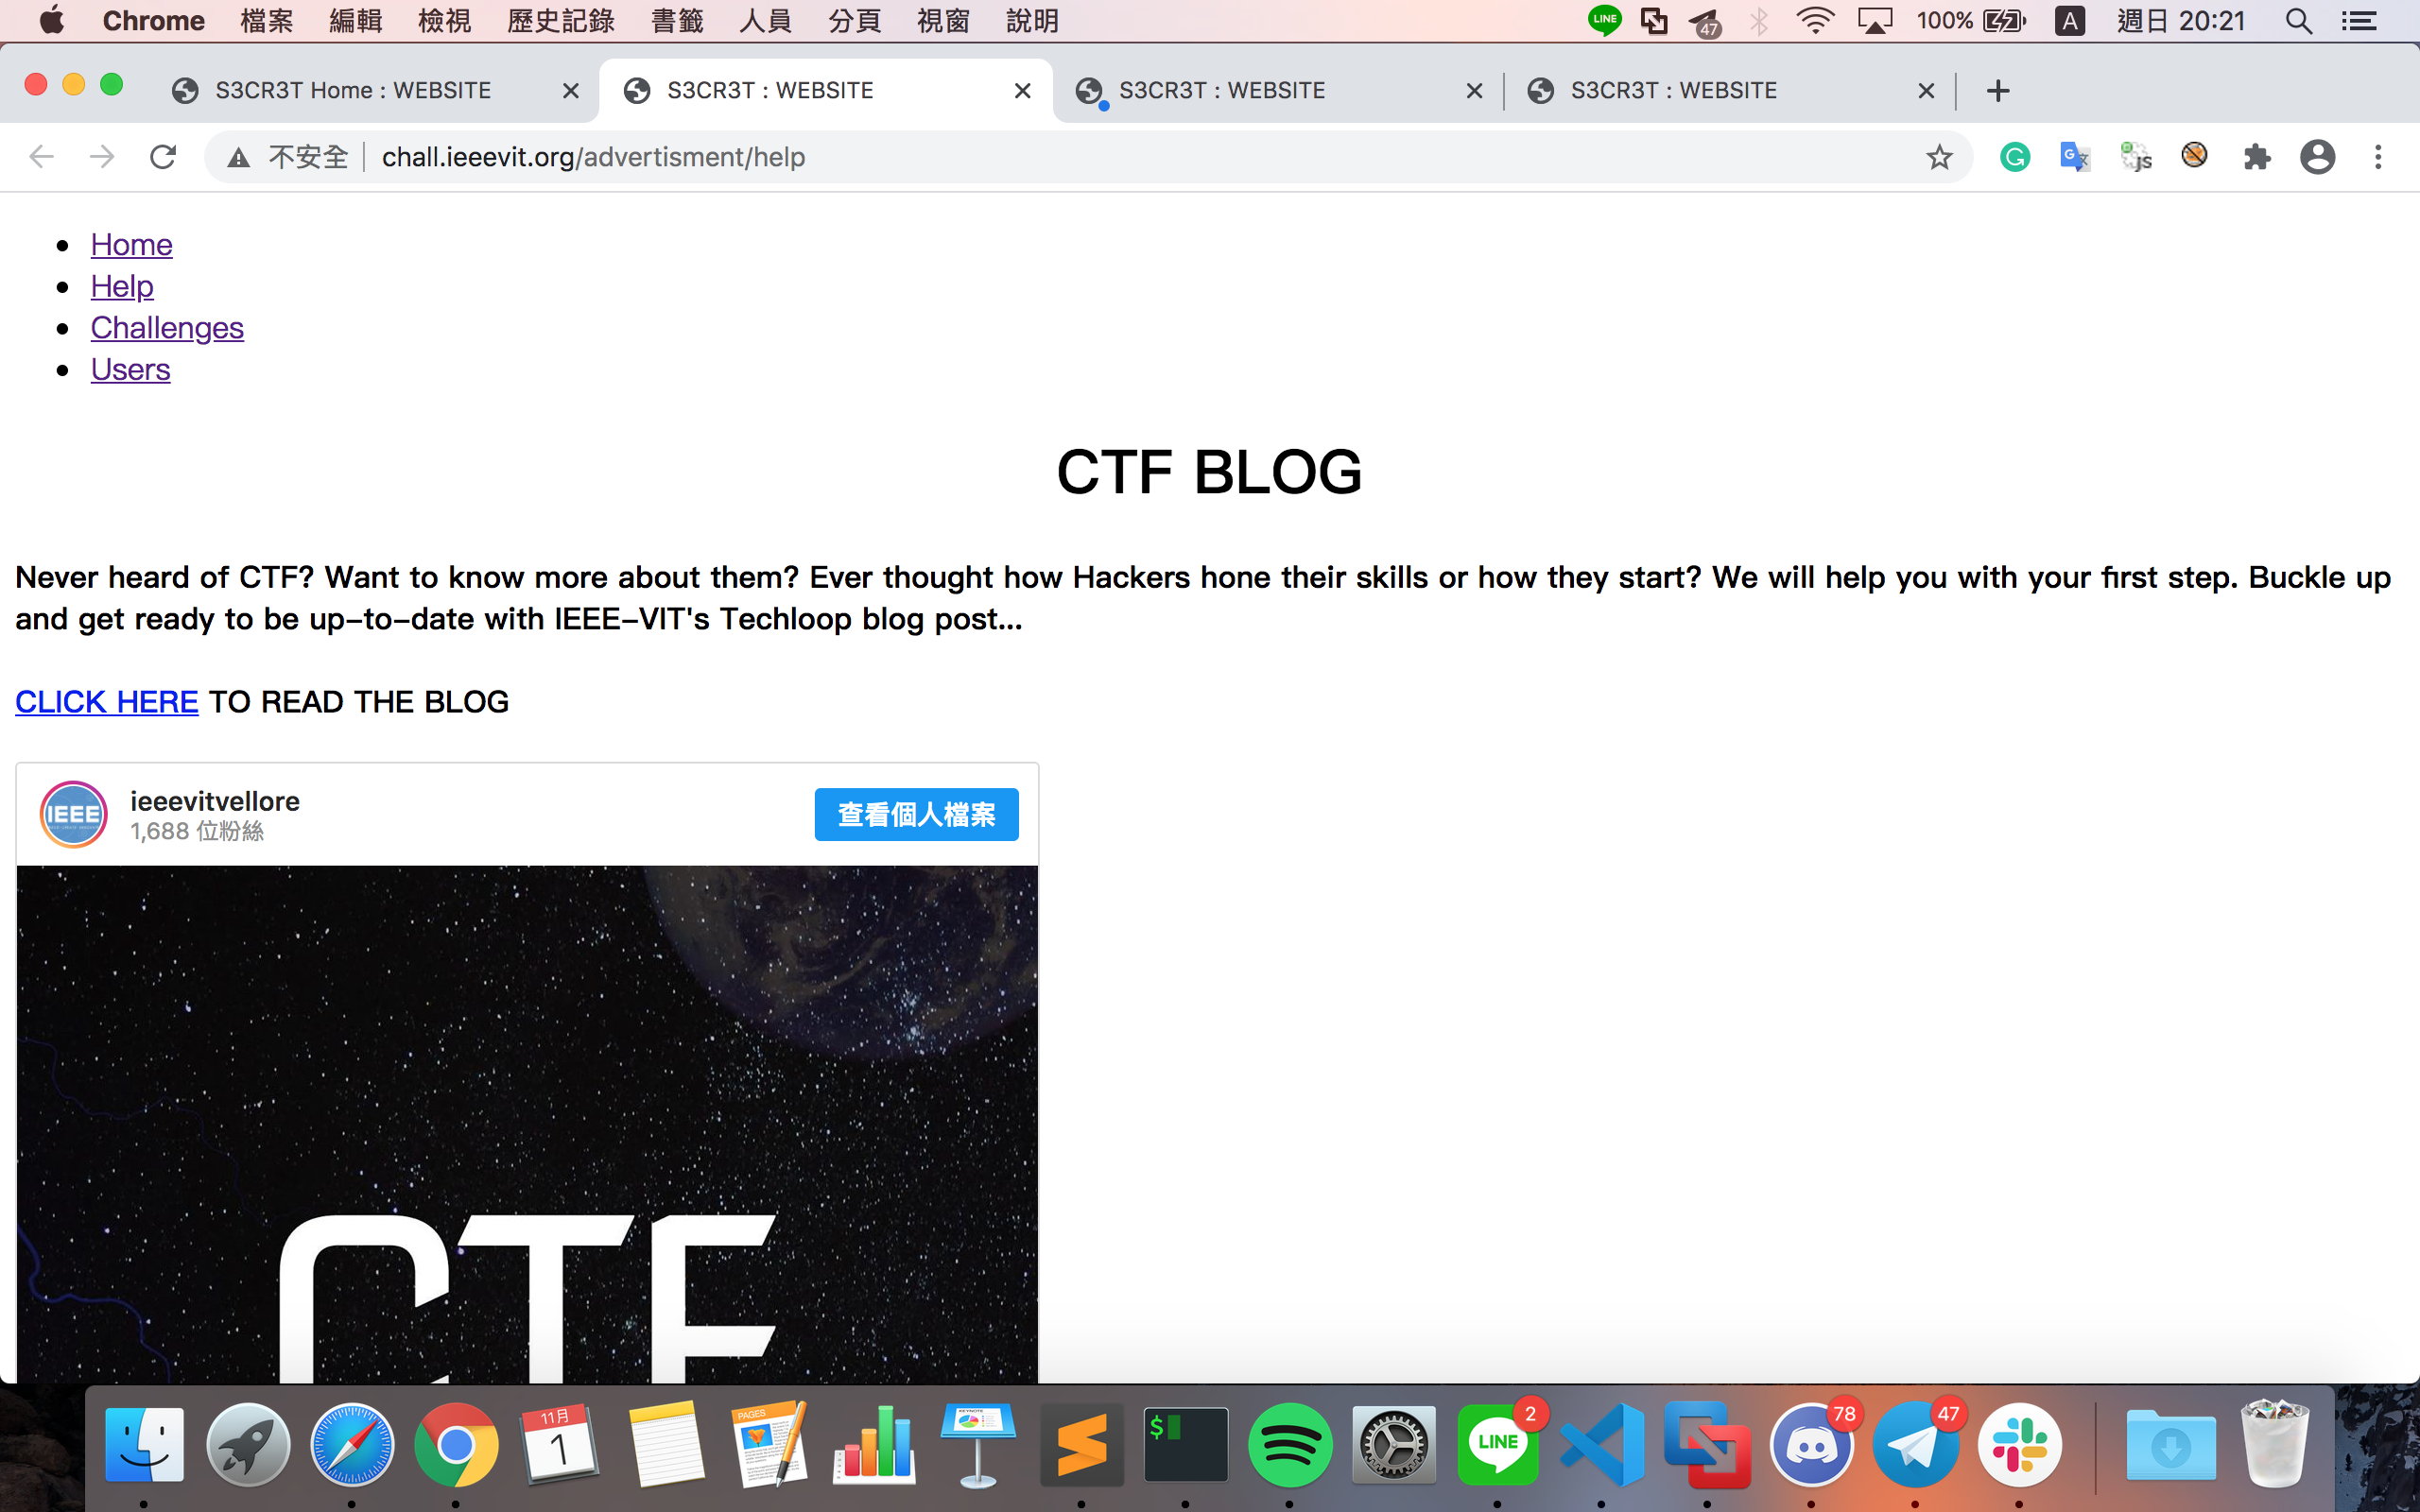 Chrome 檔案 編輯 檢視 歷史記錄 書籤 人員 分頁 視窗 說明 LINE 47 100% A 週日 20:21
S3CR3T Home : WEBSITE S3CR3T : WEBSITE S3CR3T : WEBSITE S3CR3T : WEBSITE
不安全 chall.ieeevit.org/advertisment/help
Home
Help
Challenges
Users
CTF BLOG
Never heard of CTF? Want to know more about them? Ever thought how Hackers hone their skills or how they start? We will help you with your first step. Buckle up
and get ready to be up-to-date with IEEE-VIT's Techloop blog post...
CLICK HERE TO READ THE BLOG
IEEE
ieeevitvellore
1,688 位粉絲
查看個人檔案
CTF
11月
1
PAGES
KEYNOTE
$
LINE
2
78
47